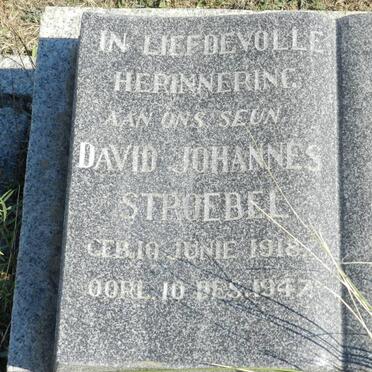 IN LIEFDEVOLLE
HERINNERING
AAN ONS SEUN
DAVID JOHANNES
STROEBEL
GEB.10 JUNIE 1918.
OORL.10 DES.1947.